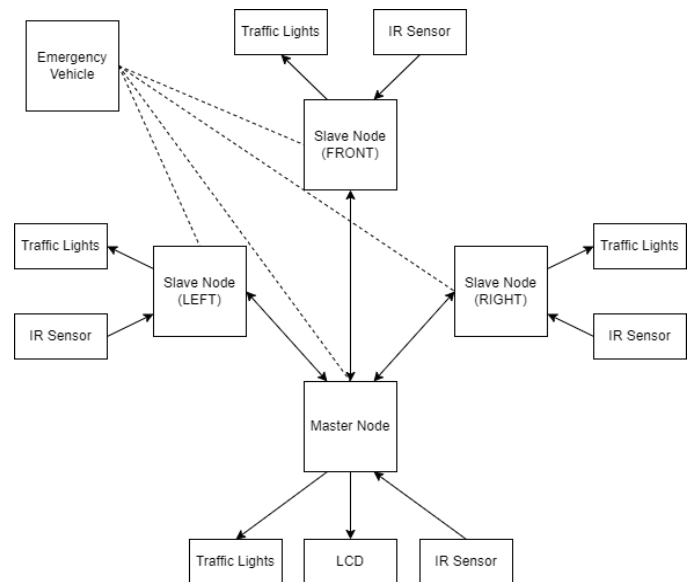 Traffic Lights
IR Sensor
Emergency
Vehicle
Slave Node
(FRONT)
Traffic Lights
Slave Node
(LEFT)
IR Sensor
Slave Node
(RIGHT)
Traffic Lights
IR Sensor
Master Node
Traffic Lights
LCD
IR Sensor